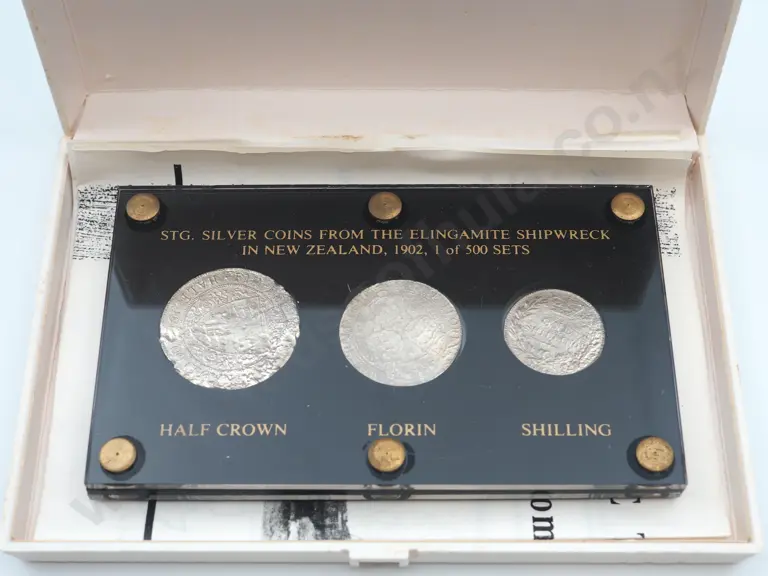 STG. SILVER COINS FROM THE ELINGAMITE SHIPWRECK
IN NEW ZEALAND, 1902, 1 of 500 SETS
HALF CROWN
FLORIN
SHILLING